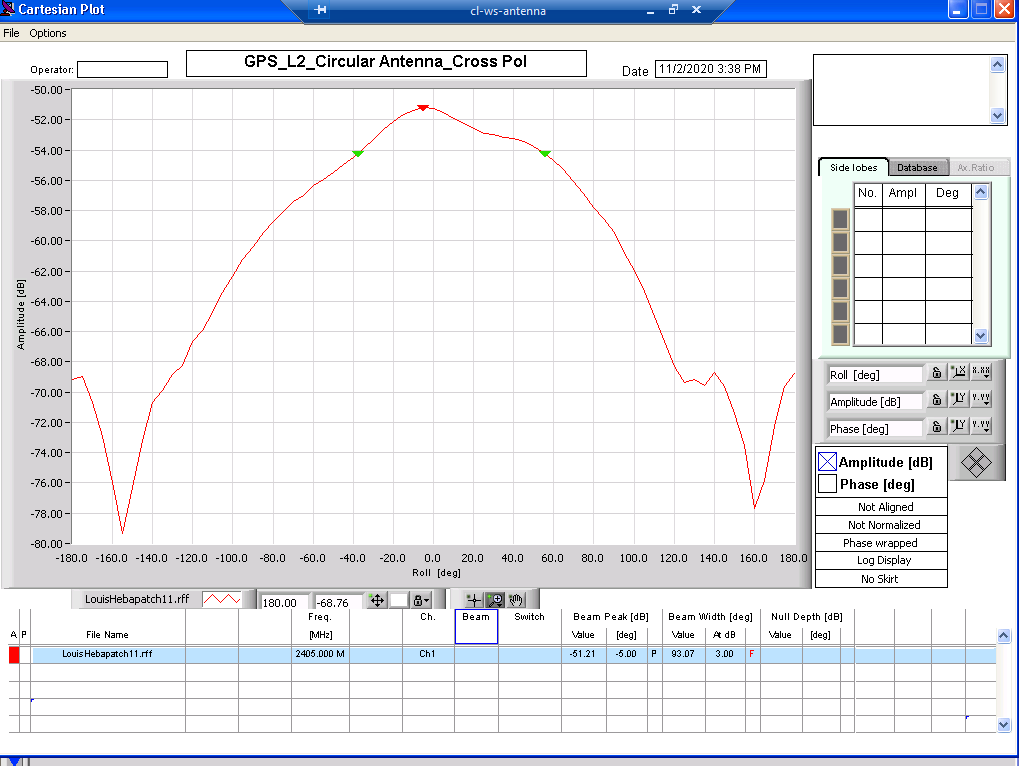 Cartesian Plot
cl-ws-antenna
File Options
Operator:
GPS_L2_Circular Antenna_Cross Pol
Date 11/2/2020 3:38 PM
-50.00
-52.00
-54.00
-56.00
-58.00
-60.00
-62.00
-64.00
-66.00
-68.00
-70.00
-72.00
-74.00
-76.00
-78.00
-80.00
Amplitude [dB]
-180.0 -160.0 -140.0 -120.0 -100.0 -80.0 -60.0 -40.0 -20.0 0.0 20.0 40.0 60.0 80.0 100.0 120.0 140.0 160.0 180.0
Roll [deg]
Side lobes Database Ax.Ratio
No. Ampl Deg
Roll [deg]
X.XX
Amplitude [dB]
Y.YY
Phase [deg]
Y.YY
Amplitude [dB]
Phase [deg]
Not Aligned
Not Normalized
Phase wrapped
Log Display
No Skirt
LouisHebapatch11.rff
180.00 -68.76
Freq. Ch. Beam Switch Beam Peak [dB] Beam Width [deg] Null Depth [dB]
A P File Name [MHz] Value [deg] Value At dB Value [deg]
LouisHebapatch11.rff 2405.000 M Ch1 -51.21 -5.00 P 93.07 3.00 F